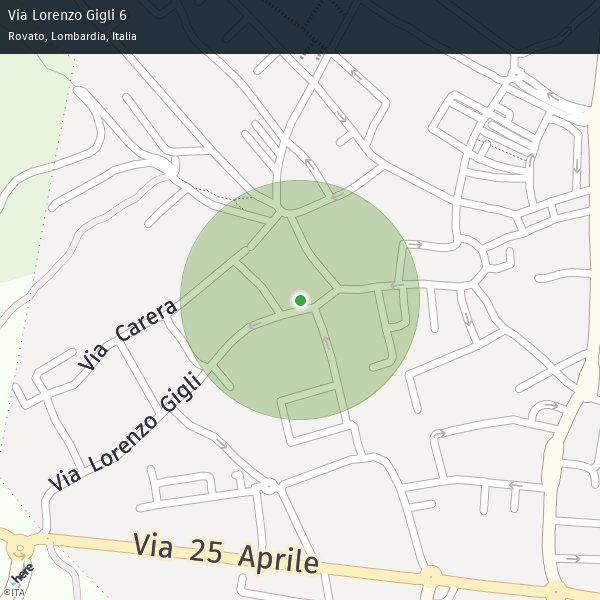 Via Lorenzo Gigli 6
Rovato, Lombardia, Italia
Via Carera
Via Lorenzo Gigli
Via 25 Aprile
here
©ITA